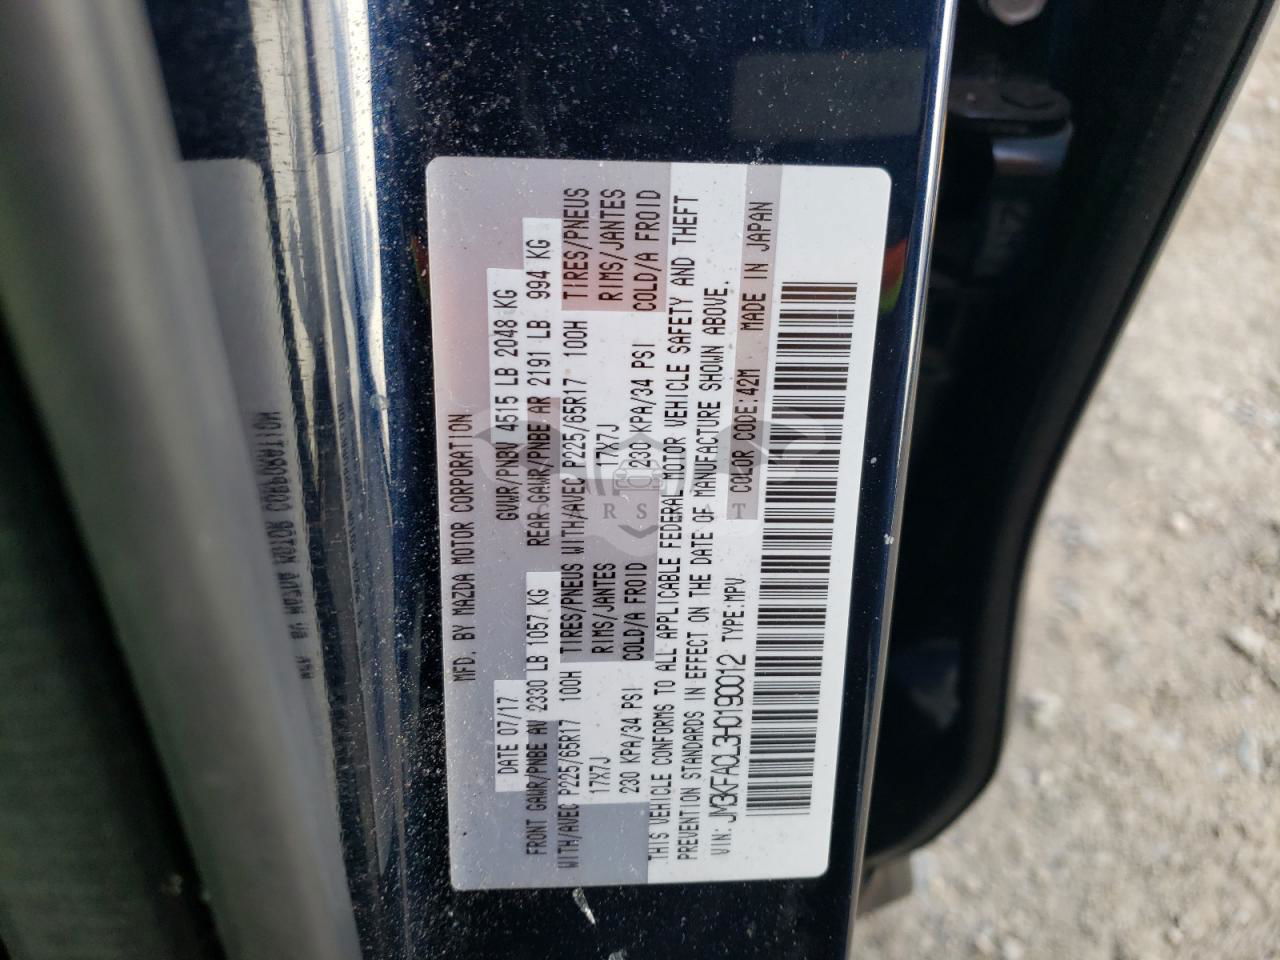 MFD. BY MAZDA MOTOR CORPORATION
DATE 07/17 GVWR/PNBV 4515 LB 2048 KG
FRONT GAWR/PNBE AV 2330 LB 1057 KG REAR GAWR/PNBE AR 2191 LB 994 KG
WITH/AVEC P225/65R17 100H TIRES/PNEUS WITH/AVEC P225/65R17 100H TIRES/PNEUS
17X7J RIMS/JANTES 17X7J RIMS/JANTES
230 KPA/34 PSI COLD/A FROID 230 KPA/34 PSI COLD/A FROID
THIS VEHICLE CONFORMS TO ALL APPLICABLE FEDERAL MOTOR VEHICLE SAFETY AND THEFT
PREVENTION STANDARDS IN EFFECT ON THE DATE OF MANUFACTURE SHOWN ABOVE.
VIN: JM3KFACL3H0190012 TYPE:MPV COLOR CODE:42M MADE IN JAPAN